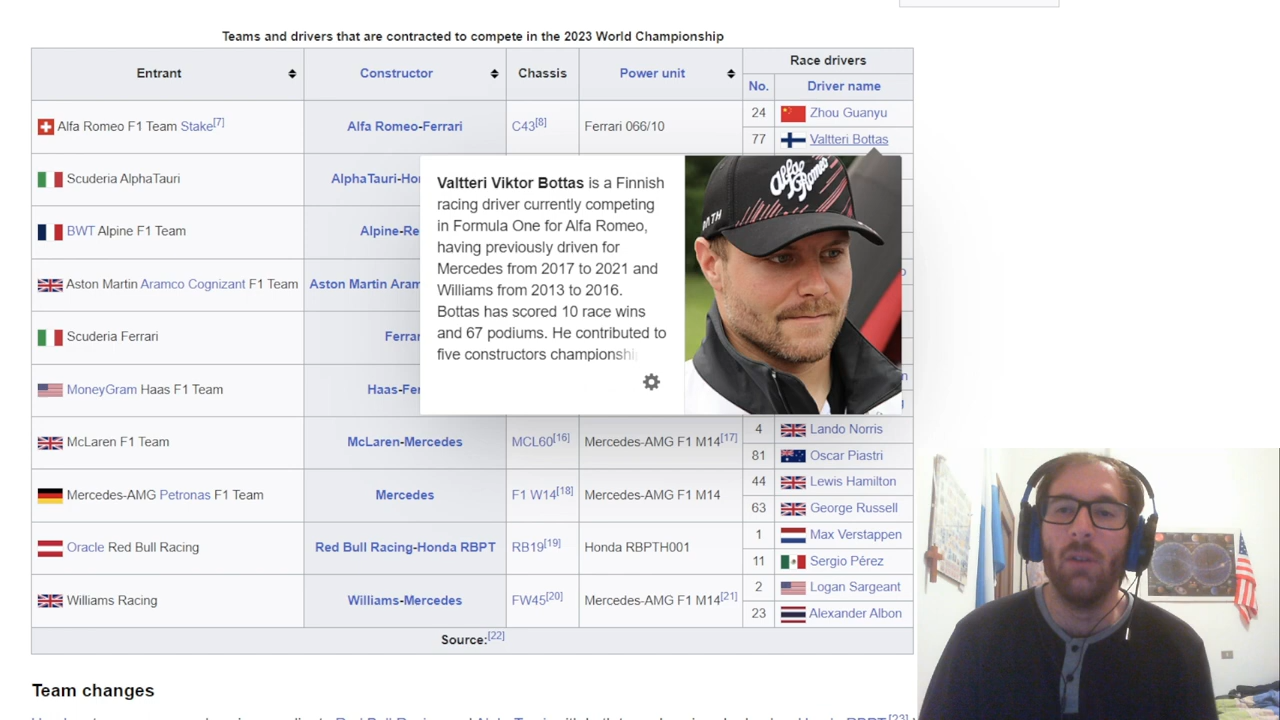 Teams and drivers that are contracted to compete in the 2023 World Championship
Entrant Constructor Chassis Power unit Race drivers
No. Driver name
Alfa Romeo F1 Team Stake[7] Alfa Romeo-Ferrari C43[8] Ferrari 066/10 24 Zhou Guanyu
77 Valtteri Bottas
Scuderia AlphaTauri AlphaTauri-Hon
BWT Alpine F1 Team Alpine-Re
Aston Martin Aramco Cognizant F1 Team Aston Martin Aram
Scuderia Ferrari Ferrar
MoneyGram Haas F1 Team Haas-Fer
Valtteri Viktor Bottas is a Finnish
racing driver currently competing
in Formula One for Alfa Romeo,
having previously driven for
Mercedes from 2017 to 2021 and
Williams from 2013 to 2016.
Bottas has scored 10 race wins
and 67 podiums. He contributed to
five constructors championshi
Alfa Romeo
McLaren F1 Team McLaren-Mercedes MCL60[16] Mercedes-AMG F1 M14[17] 4 Lando Norris
81 Oscar Piastri
Mercedes-AMG Petronas F1 Team Mercedes F1 W14[18] Mercedes-AMG F1 M14 44 Lewis Hamilton
63 George Russell
Oracle Red Bull Racing Red Bull Racing-Honda RBPT RB19[19] Honda RBPTH001 1 Max Verstappen
11 Sergio Pérez
Williams Racing Williams-Mercedes FW45[20] Mercedes-AMG F1 M14[21] 2 Logan Sargeant
23 Alexander Albon
Source:[22]
Team changes